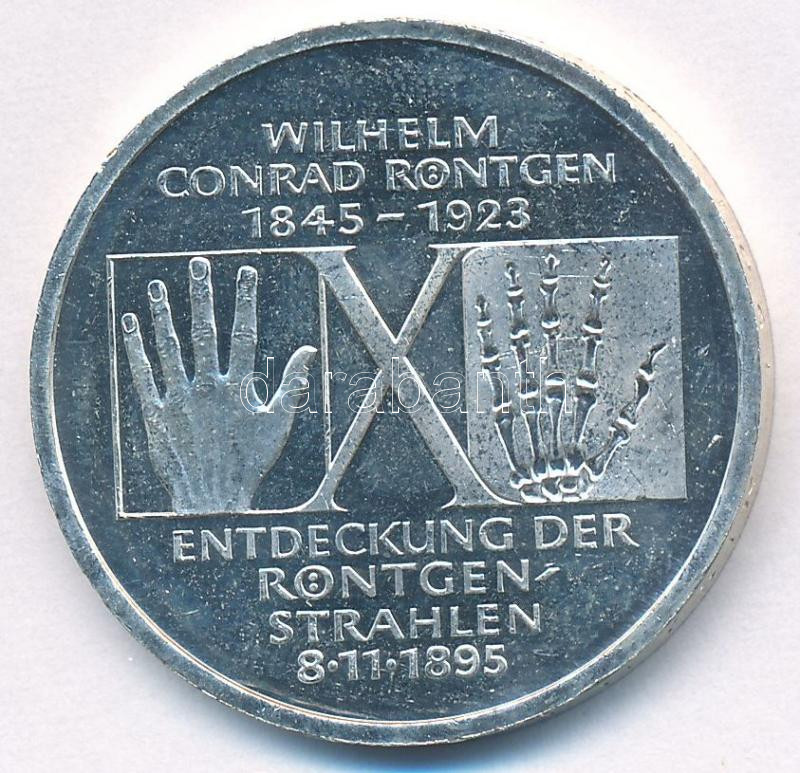 WILHELM
CONRAD RÖNTGEN
1845-1923
X
darabanth
ENTDECKUNG DER
RÖNTGEN-
STRAHLEN
8·11·1895